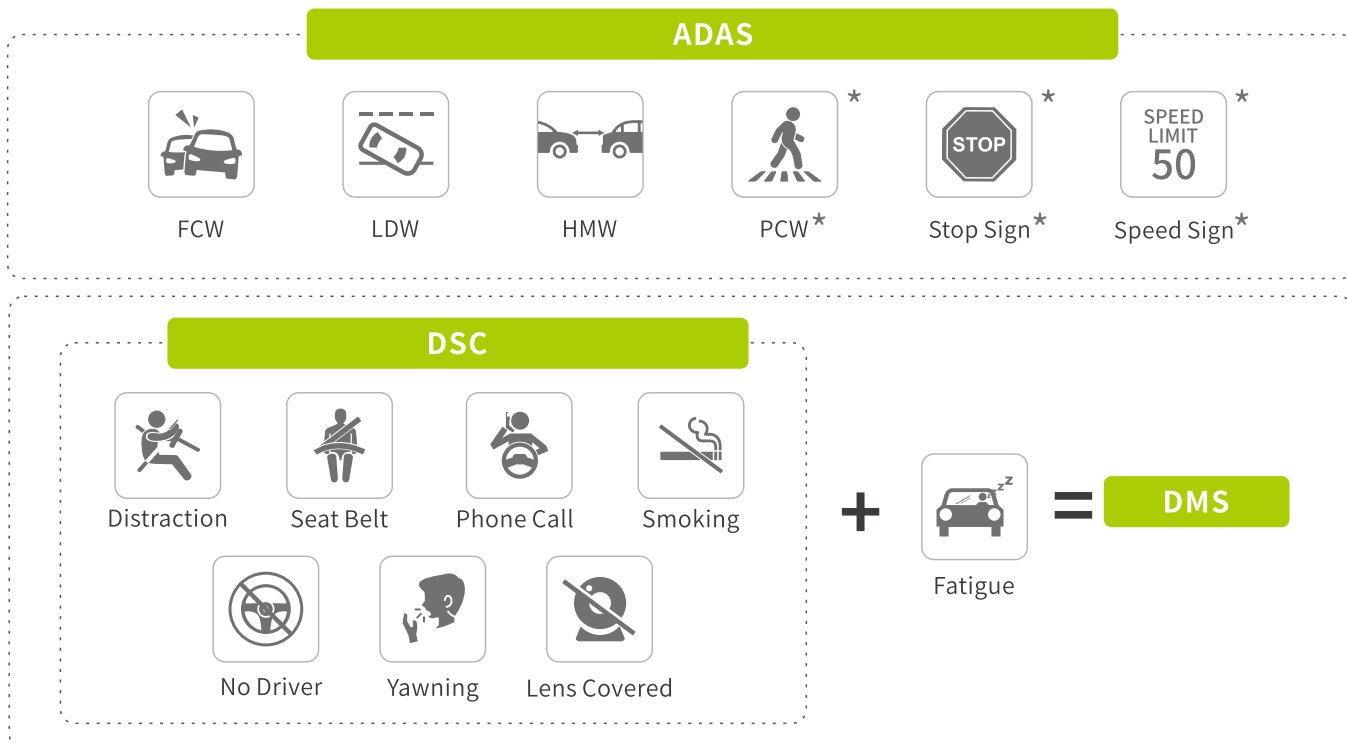 ADAS
*
*
*
SPEED
LIMIT
50
STOP
FCW
LDW
HMW
PCW*
Stop Sign*
Speed Sign*
DSC
Distraction
Seat Belt
Phone Call
Smoking
No Driver
Yawning
Lens Covered
+
z z z
Fatigue
=
DMS